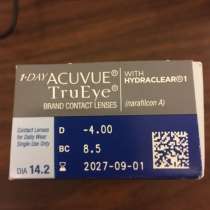 1·DAY ACUVUE®
TruEye®
BRAND CONTACT LENSES
WITH
HYDRACLEAR®1
(narafilcon A)
Contact Lenses
for Daily Wear
Single Use Only
DIA 14.2
D -4.00
BC 8.5
2027-09-01